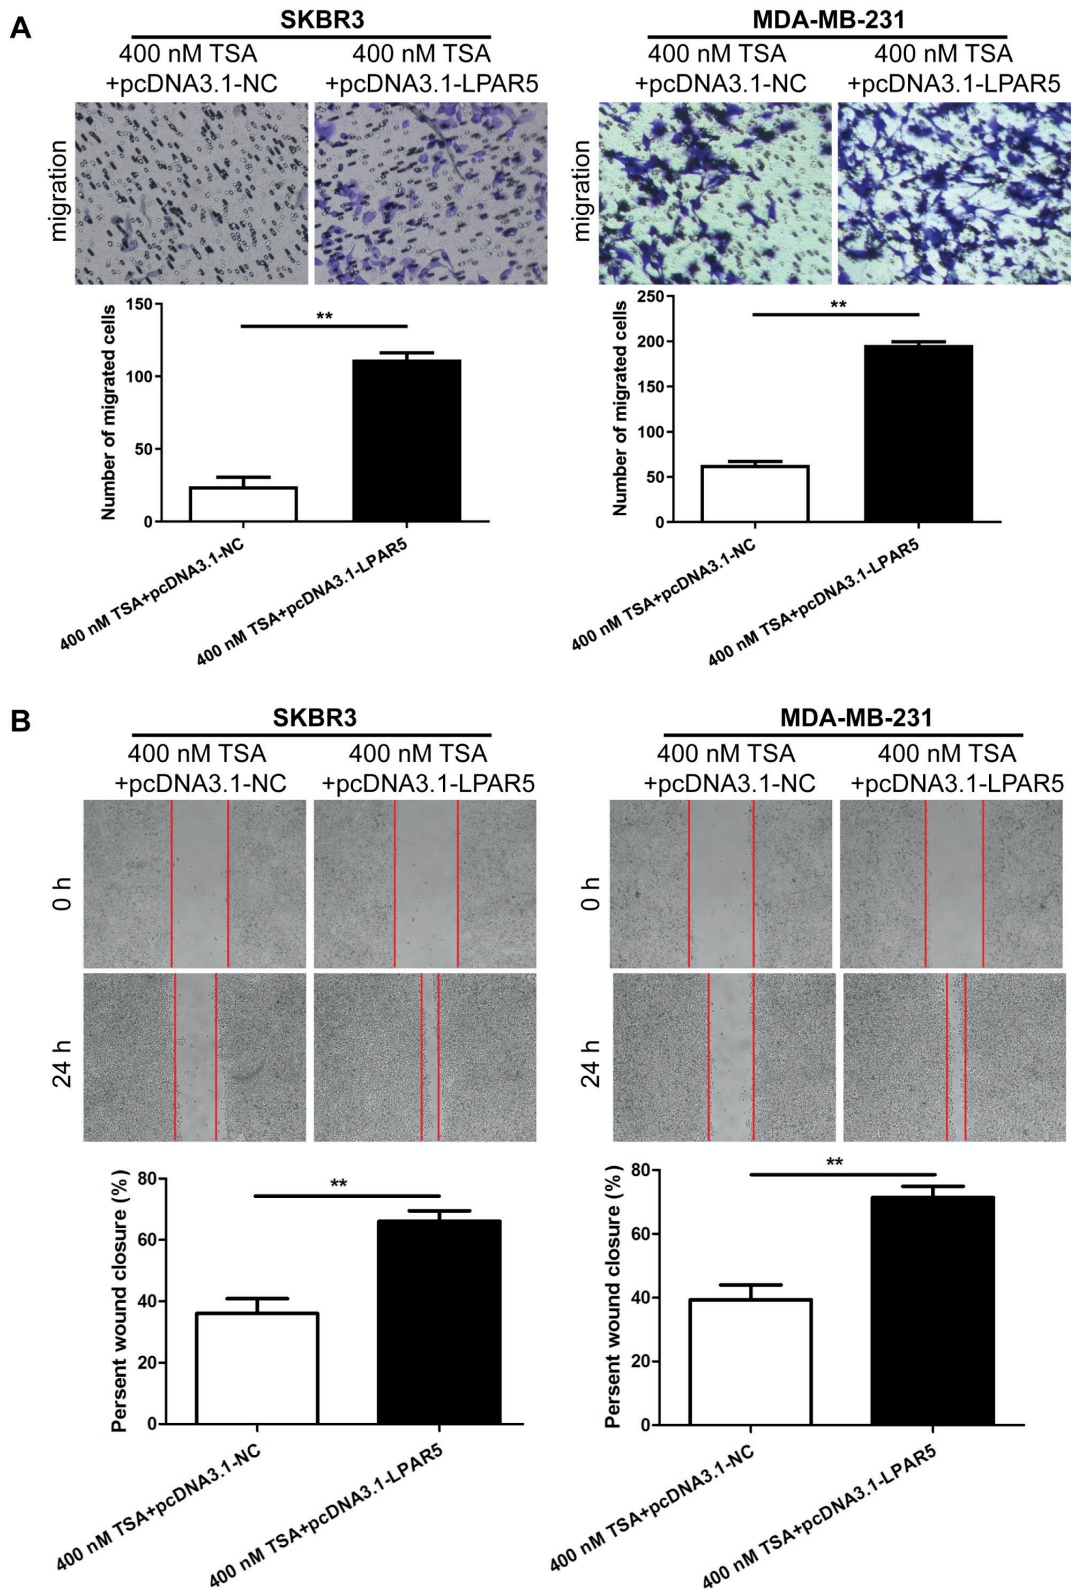 A
SKBR3
MDA-MB-231
400 nM TSA
+pcDNA3.1-NC
400 nM TSA
+pcDNA3.1-LPAR5
400 nM TSA
+pcDNA3.1-NC
400 nM TSA
+pcDNA3.1-LPAR5
migration
migration
Number of migrated cells
150
100
50
0
**
400 nM TSA+pcDNA3.1-NC
400 nM TSA+pcDNA3.1-LPAR5
Number of migrated cells
250
200
150
100
50
0
**
400 nM TSA+pcDNA3.1-NC
400 nM TSA+pcDNA3.1-LPAR5
B
SKBR3
MDA-MB-231
400 nM TSA
+pcDNA3.1-NC
400 nM TSA
+pcDNA3.1-LPAR5
400 nM TSA
+pcDNA3.1-NC
400 nM TSA
+pcDNA3.1-LPAR5
0 h
0 h
24 h
24 h
Persent wound closure (%)
80
60
40
20
0
**
400 nM TSA+pcDNA3.1-NC
400 nM TSA+pcDNA3.1-LPAR5
Persent wound closure (%)
80
60
40
20
0
**
400 nM TSA+pcDNA3.1-NC
400 nM TSA+pcDNA3.1-LPAR5